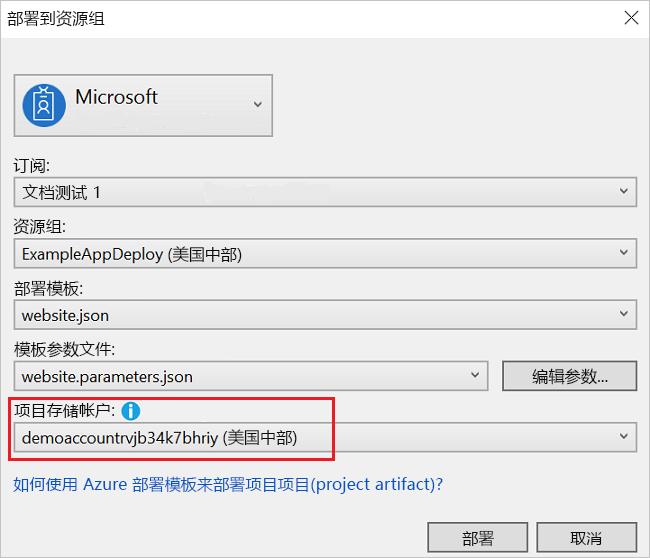 部署到资源组
Microsoft
订阅:
文档测试 1
资源组:
ExampleAppDeploy (美国中部)
部署模板:
website.json
模板参数文件:
website.parameters.json
编辑参数...
项目存储帐户:
demoaccountrvjb34k7bhriy (美国中部)
如何使用 Azure 部署模板来部署项目项目(project artifact)?
部署
取消